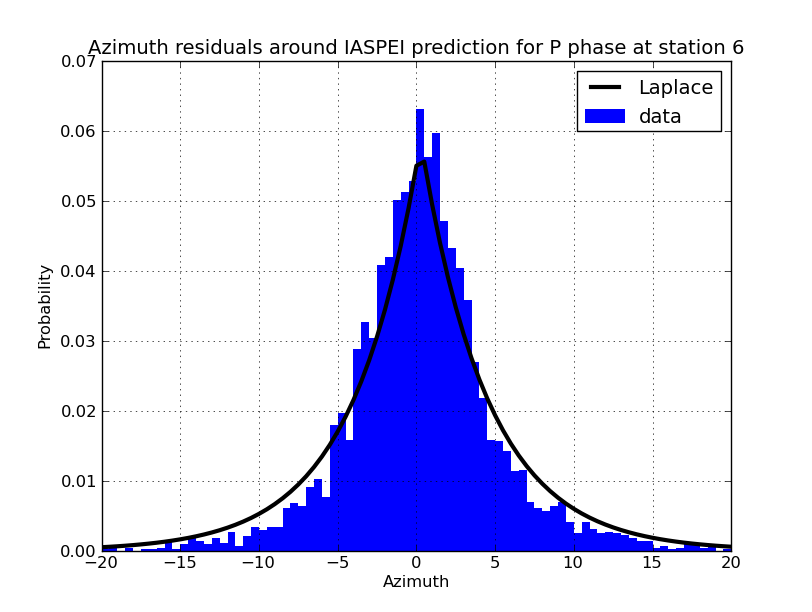 Azimuth residuals around IASPEI prediction for P phase at station 6
0.07
0.06
0.05
0.04
0.03
0.02
0.01
0.00
Probability
Laplace
data
−20 −15 −10 −5 0 5 10 15 20
Azimuth